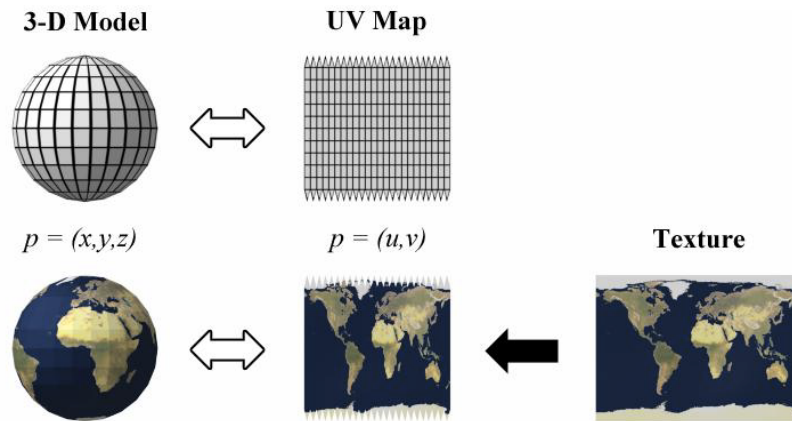 3-D Model
UV Map
p = (x,y,z)
p = (u,v)
Texture